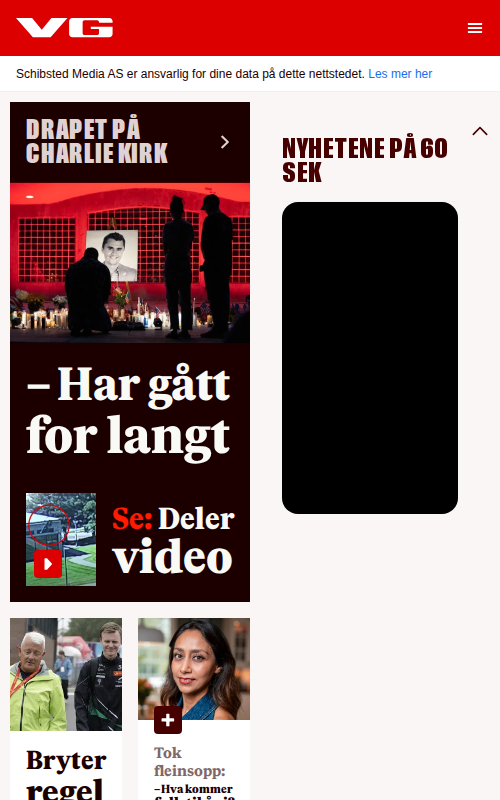 VG
Schibsted Media AS er ansvarlig for dine data på dette nettstedet. Les mer her
DRAPET PÅ
CHARLIE KIRK
– Har gått
for langt
Se: Deler
video
NYHETENE PÅ 60
SEK
Bryter
regel
Tok
fleinsopp:
–Hva kommer